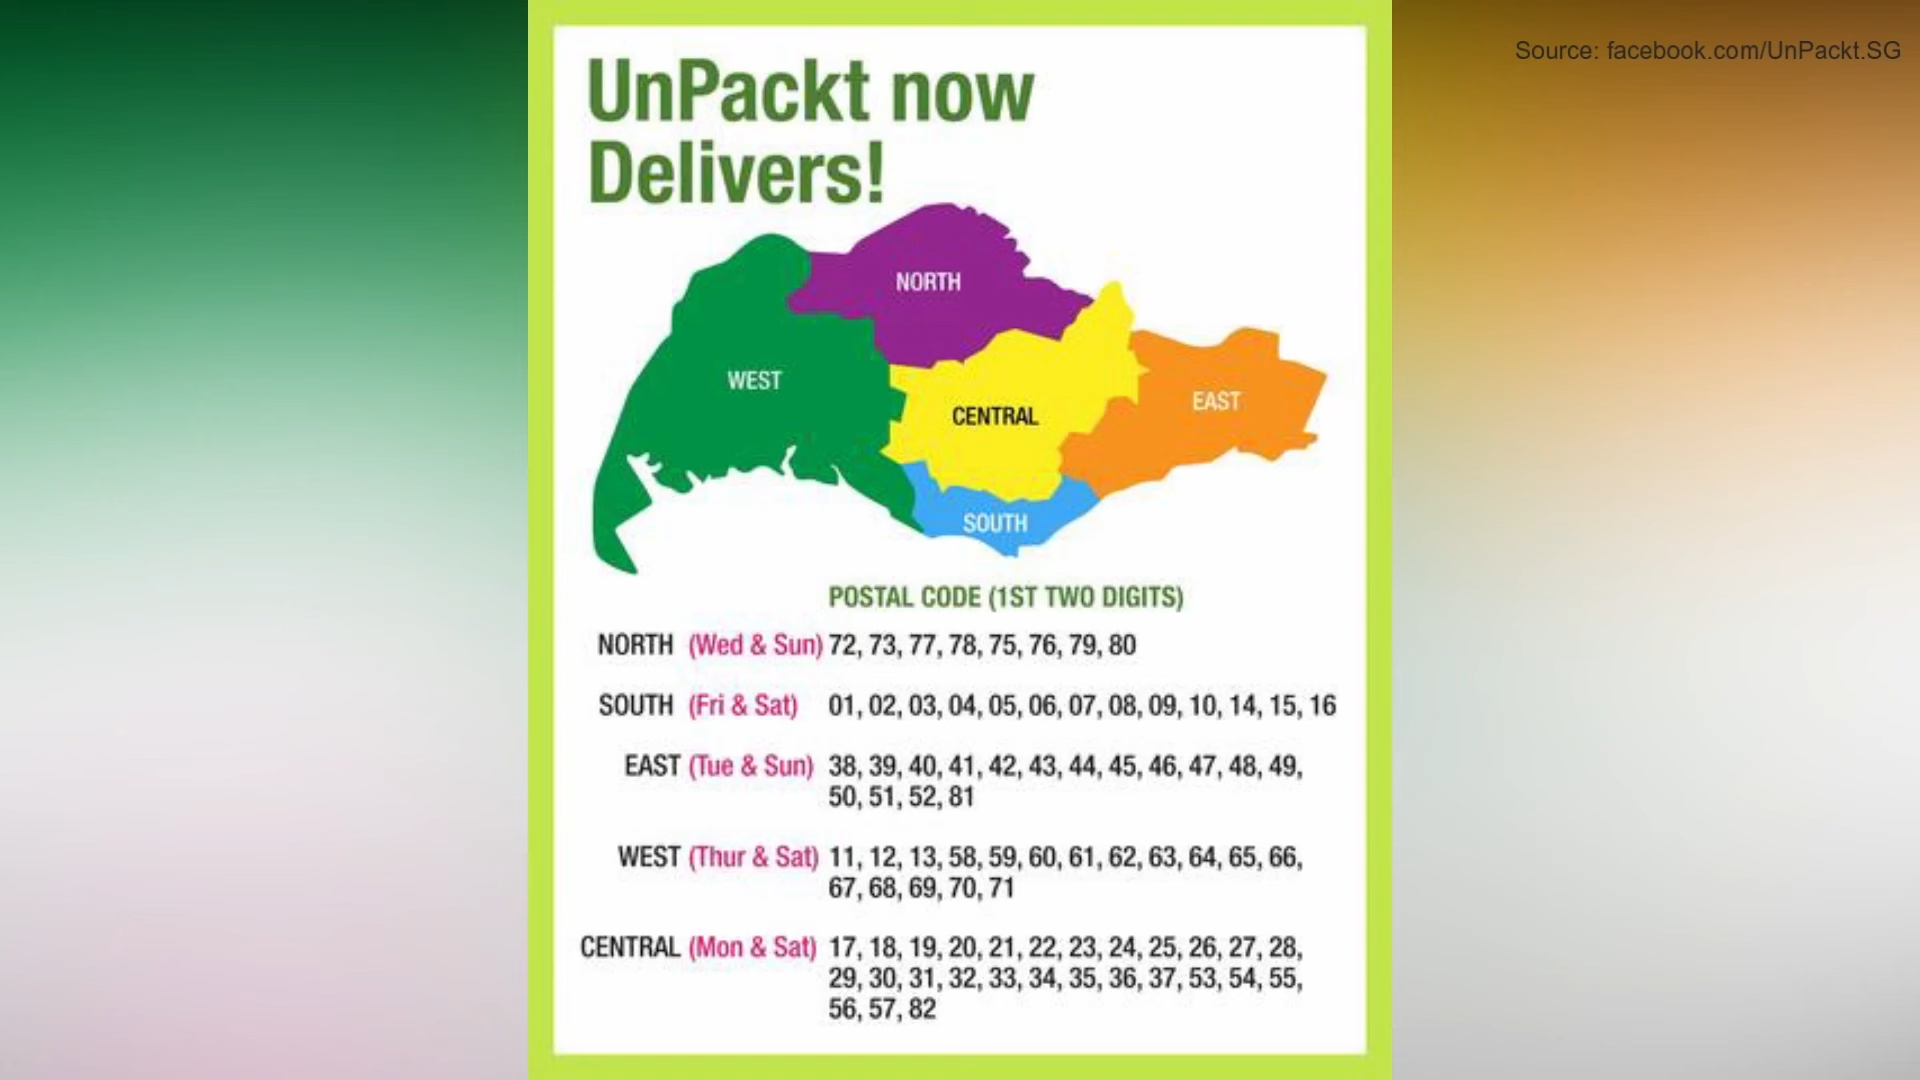 Source: facebook.com/UnPackt.SG
UnPackt now
Delivers!
NORTH
WEST
CENTRAL
EAST
SOUTH
POSTAL CODE (1ST TWO DIGITS)
NORTH (Wed & Sun) 72, 73, 77, 78, 75, 76, 79, 80
SOUTH (Fri & Sat) 01, 02, 03, 04, 05, 06, 07, 08, 09, 10, 14, 15, 16
EAST (Tue & Sun) 38, 39, 40, 41, 42, 43, 44, 45, 46, 47, 48, 49,
50, 51, 52, 81
WEST (Thur & Sat) 11, 12, 13, 58, 59, 60, 61, 62, 63, 64, 65, 66,
67, 68, 69, 70, 71
CENTRAL (Mon & Sat) 17, 18, 19, 20, 21, 22, 23, 24, 25, 26, 27, 28,
29, 30, 31, 32, 33, 34, 35, 36, 37, 53, 54, 55,
56, 57, 82